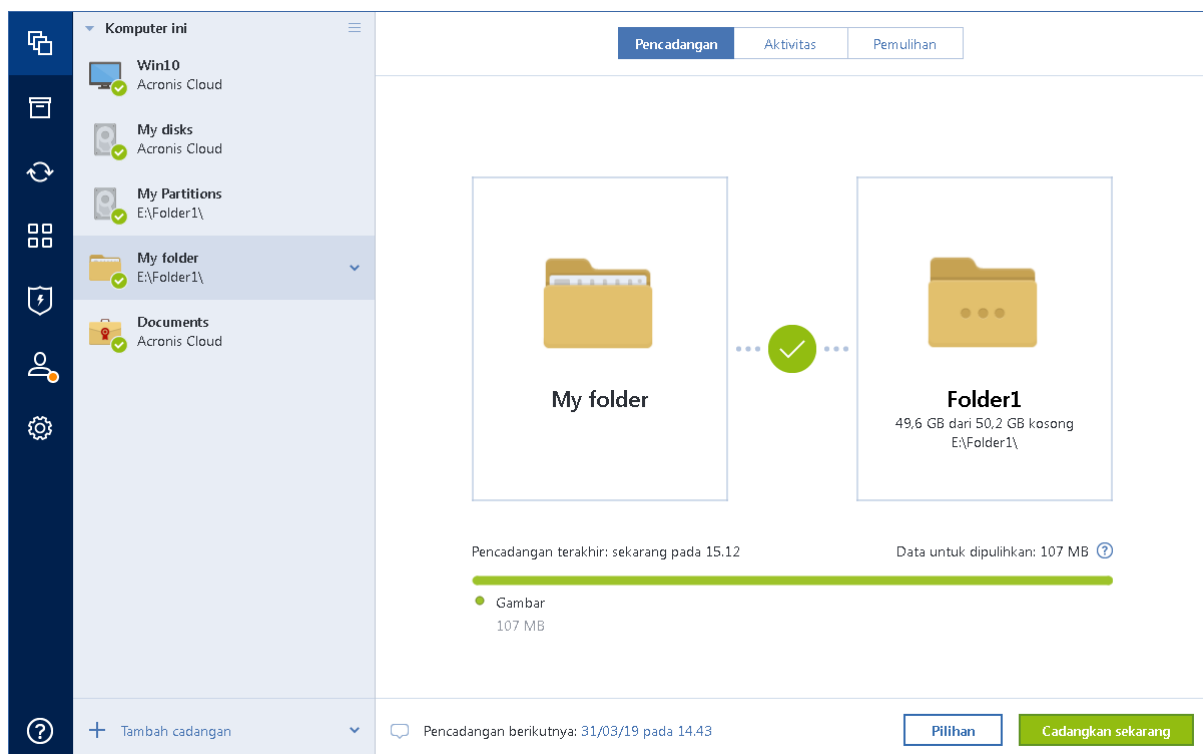 Komputer ini
Win10
Acronis Cloud
My disks
Acronis Cloud
My Partitions
E:\Folder1\
My folder
E:\Folder1\
Documents
Acronis Cloud
Tambah cadangan
Pencadangan
Aktivitas
Pemulihan
My folder
Folder1
49,6 GB dari 50,2 GB kosong
E:\Folder1\
Pencadangan terakhir: sekarang pada 15.12
Data untuk dipulihkan: 107 MB
Gambar
107 MB
Pencadangan berikutnya: 31/03/19 pada 14.43
Pilihan
Cadangkan sekarang